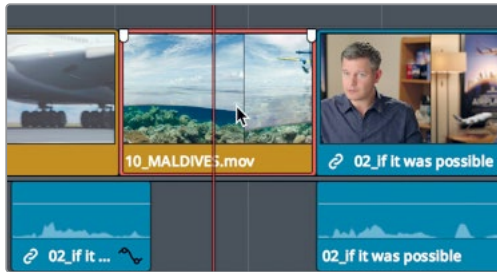 10_MALDIVES.mov
02_if it was possible
02_if it ...
02_if it was possible